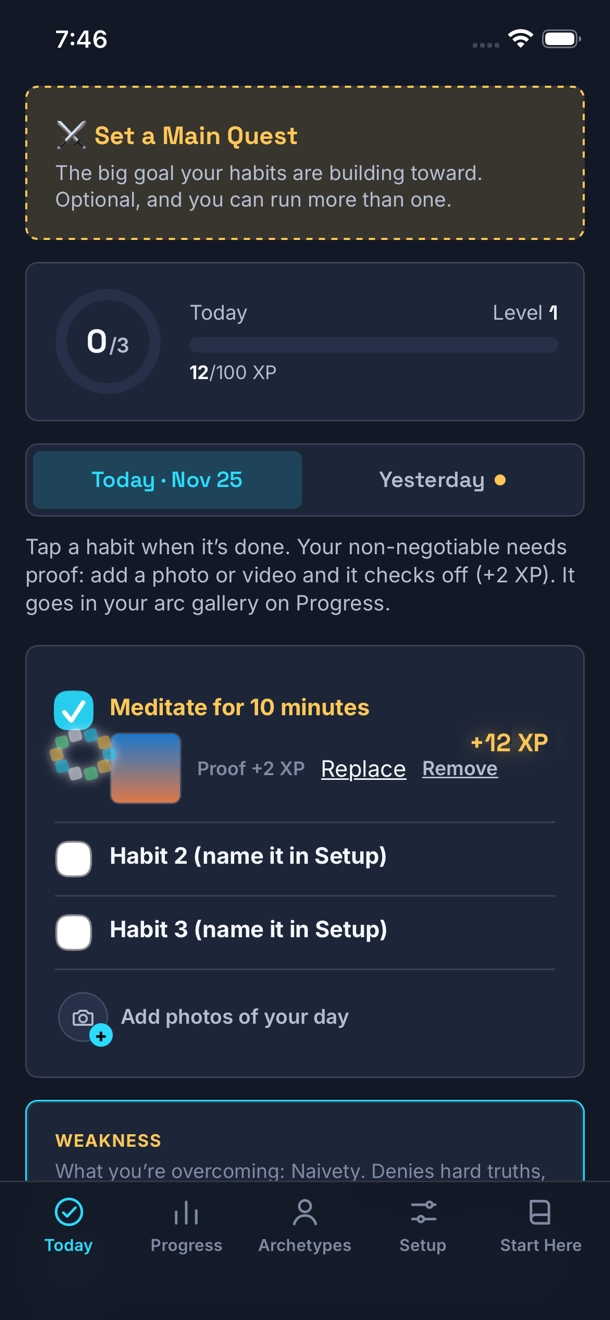 7:46
Set a Main Quest
The big goal your habits are building toward.
Optional, and you can run more than one.
0/3
Today
Level 1
12/100 XP
Today · Nov 25
Yesterday
Tap a habit when it’s done. Your non-negotiable needs
proof: add a photo or video and it checks off (+2 XP). It
goes in your arc gallery on Progress.
Meditate for 10 minutes
+12 XP
Proof +2 XP Replace Remove
Habit 2 (name it in Setup)
Habit 3 (name it in Setup)
Add photos of your day
WEAKNESS
What you’re overcoming: Naivety. Denies hard truths,
Today Progress Archetypes Setup Start Here